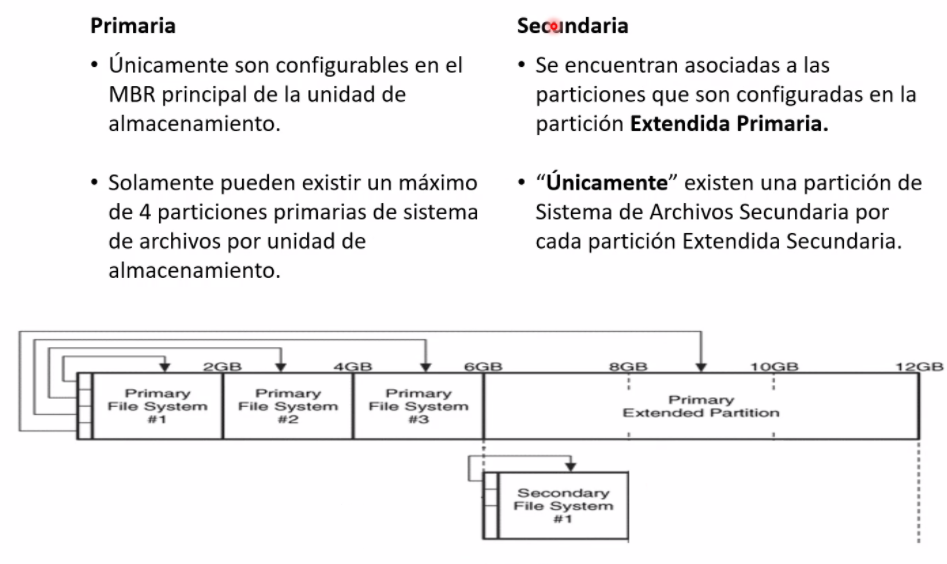 Primaria
• Únicamente son configurables en el
MBR principal de la unidad de
almacenamiento.
• Solamente pueden existir un máximo
de 4 particiones primarias de sistema
de archivos por unidad de
almacenamiento.
Secundaria
• Se encuentran asociadas a las
particiones que son configuradas en la
partición Extendida Primaria.
• “Únicamente” existen una partición de
Sistema de Archivos Secundaria por
cada partición Extendida Secundaria.
2GB 4GB 6GB 8GB 10GB 12GB
Primary
File System
#1
Primary
File System
#2
Primary
File System
#3
Primary
Extended Partition
Secondary
File System
#1